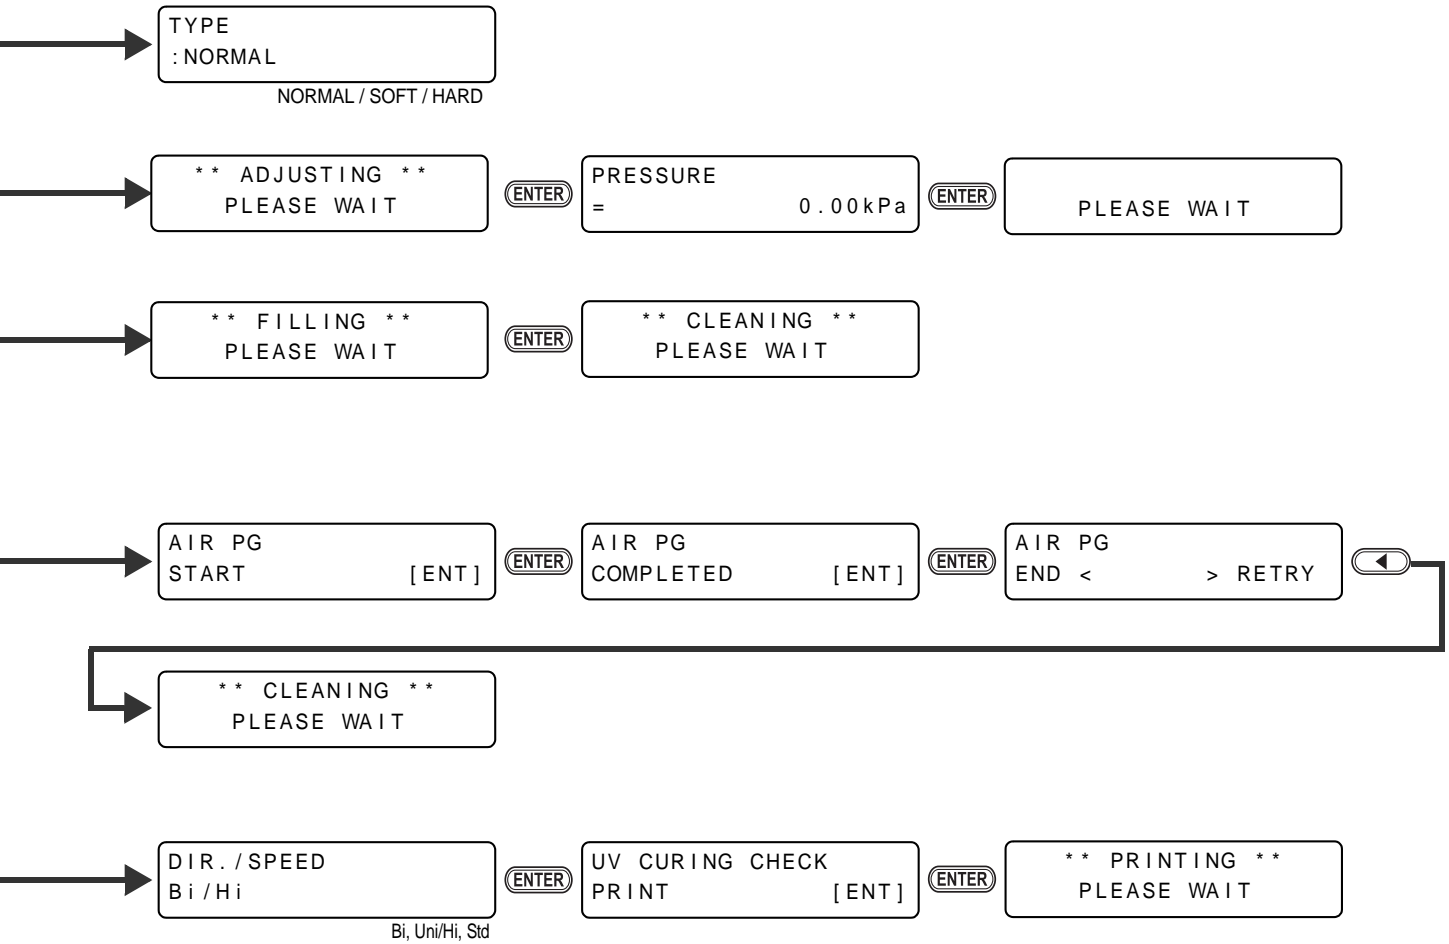 TYPE
:NORMAL
NORMAL / SOFT / HARD
** ADJUSTING **
PLEASE WAIT
ENTER
PRESSURE
= 0.00kPa
ENTER
PLEASE WAIT
** FILLING **
PLEASE WAIT
ENTER
** CLEANING **
PLEASE WAIT
AIR PG
START [ENT]
ENTER
AIR PG
COMPLETED [ENT]
ENTER
AIR PG
END < > RETRY
** CLEANING **
PLEASE WAIT
DIR./SPEED
Bi/Hi
Bi, Uni/Hi, Std
ENTER
UV CURING CHECK
PRINT [ENT]
ENTER
** PRINTING **
PLEASE WAIT